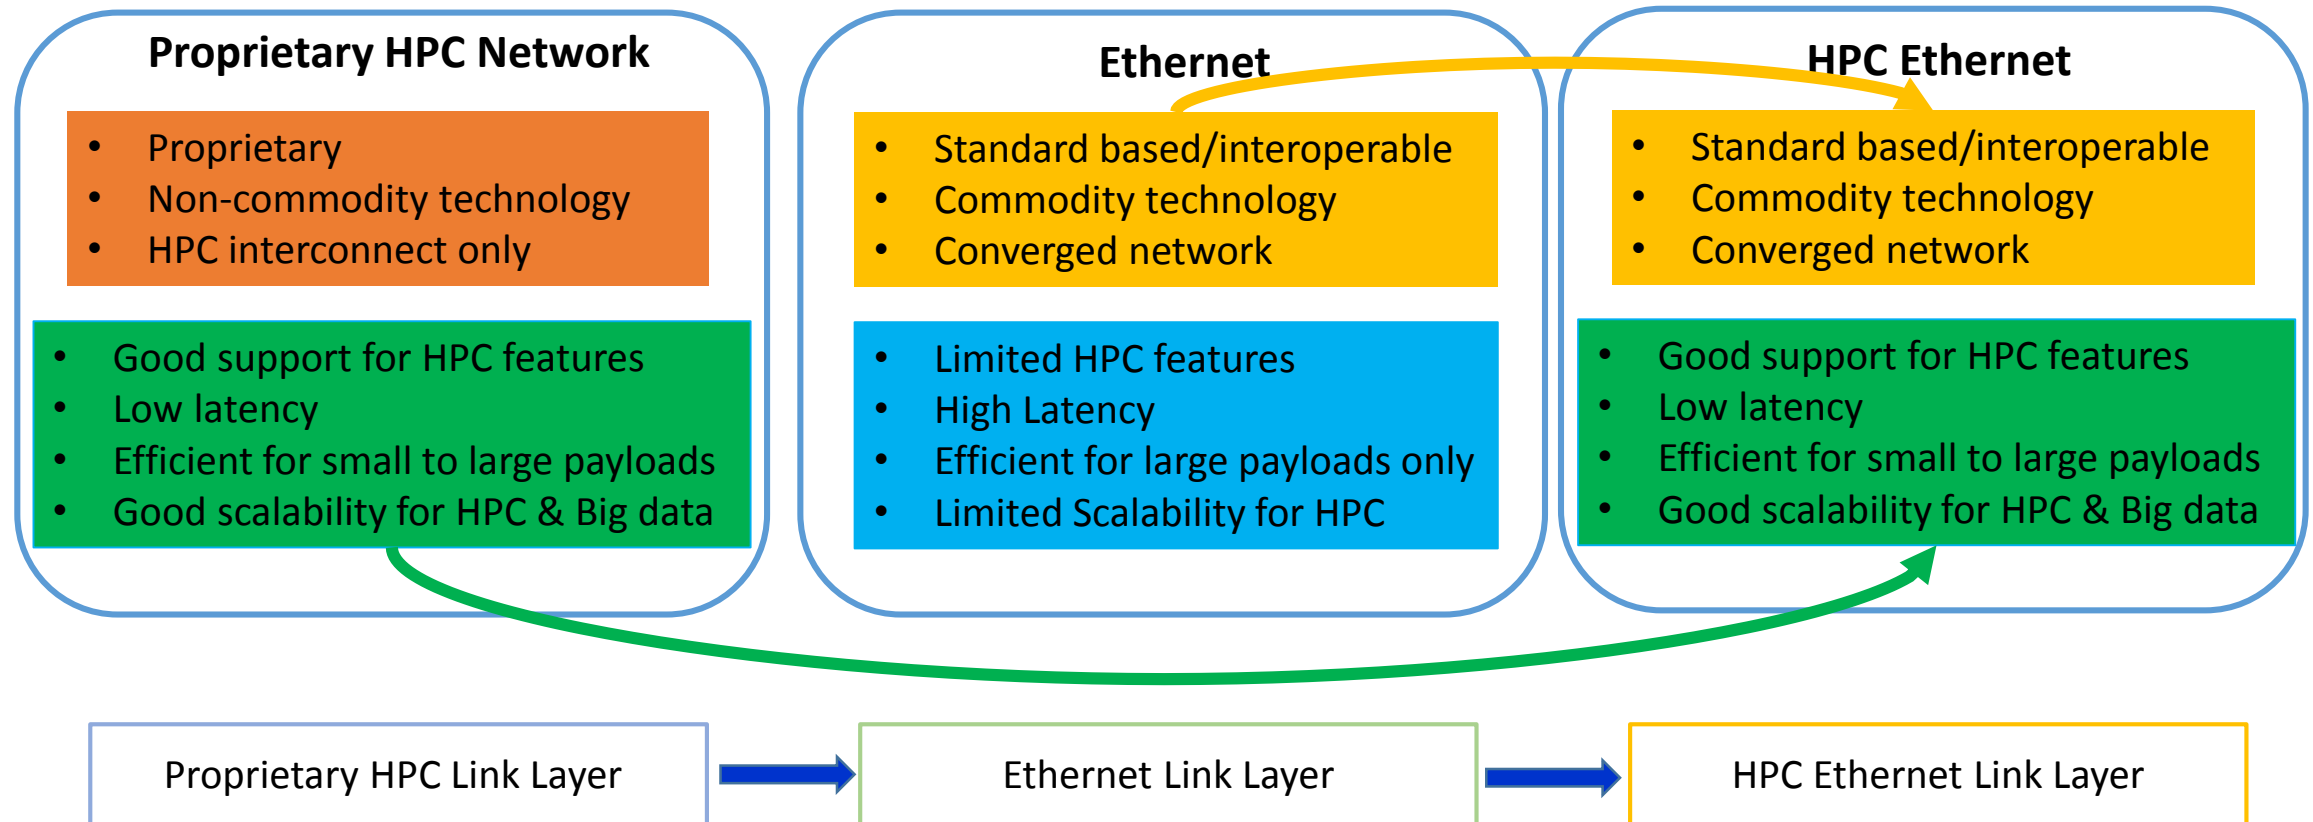 Proprietary HPC Network
• Proprietary
• Non-commodity technology
• HPC interconnect only
• Good support for HPC features
• Low latency
• Efficient for small to large payloads
• Good scalability for HPC & Big data
Ethernet
• Standard based/interoperable
• Commodity technology
• Converged network
• Limited HPC features
• High Latency
• Efficient for large payloads only
• Limited Scalability for HPC
HPC Ethernet
• Standard based/interoperable
• Commodity technology
• Converged network
• Good support for HPC features
• Low latency
• Efficient for small to large payloads
• Good scalability for HPC & Big data
Proprietary HPC Link Layer
Ethernet Link Layer
HPC Ethernet Link Layer